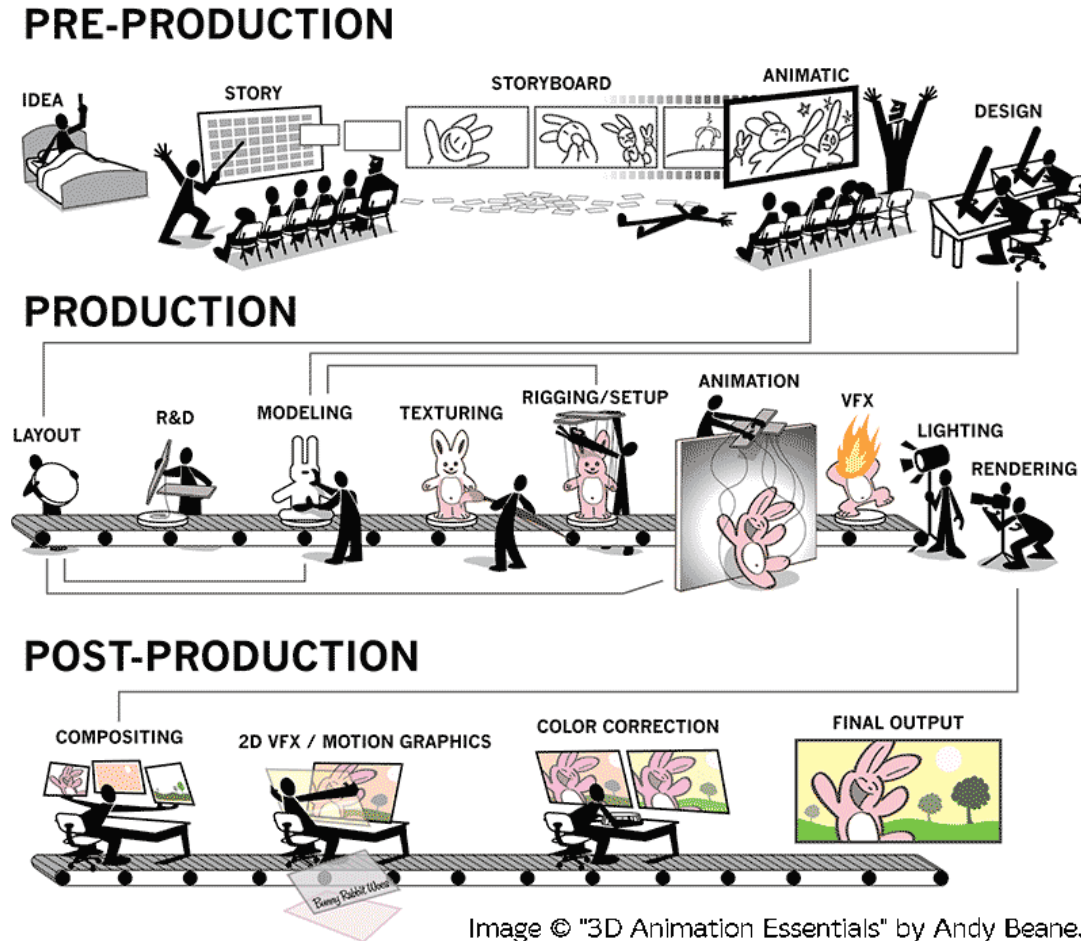 PRE-PRODUCTION
IDEA
STORY
STORYBOARD
ANIMATIC
DESIGN
PRODUCTION
LAYOUT
R&D
MODELING
TEXTURING
RIGGING/SETUP
ANIMATION
VFX
LIGHTING
RENDERING
POST-PRODUCTION
COMPOSITING
2D VFX / MOTION GRAPHICS
COLOR CORRECTION
FINAL OUTPUT
Bunny Rabbit Woes
Image © "3D Animation Essentials" by Andy Beane.